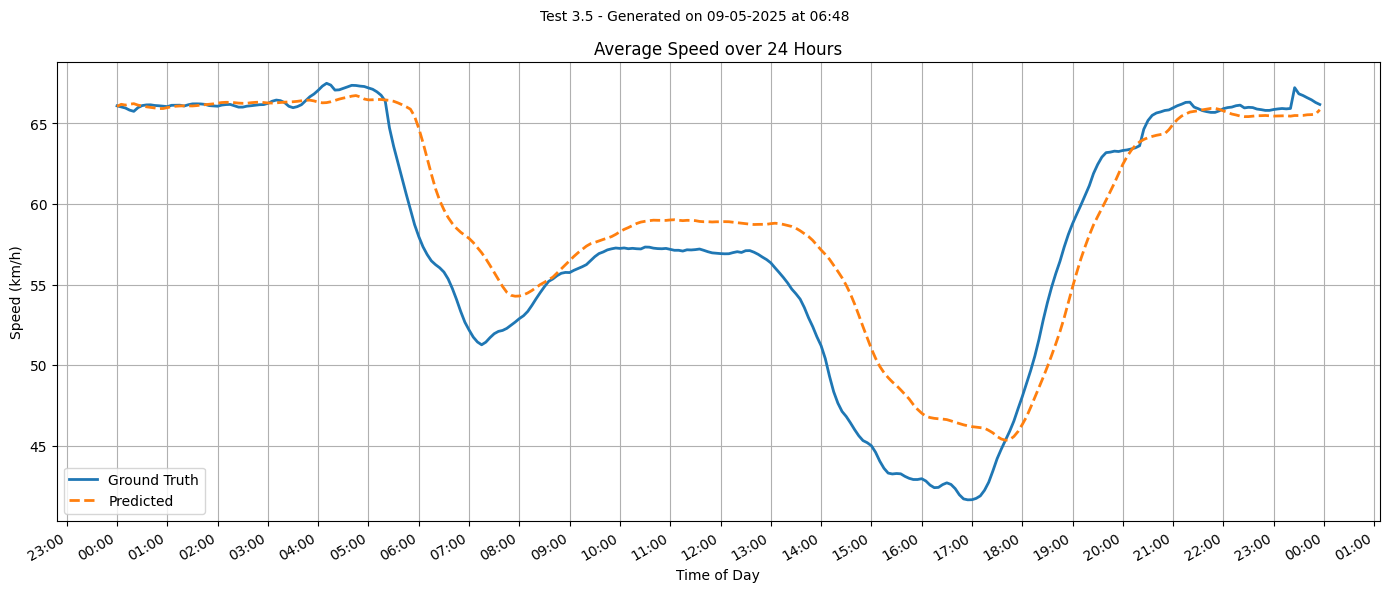 Test 3.5 - Generated on 09-05-2025 at 06:48
Average Speed over 24 Hours
Speed (km/h)
65
60
55
50
45
Ground Truth
Predicted
23:00 00:00 01:00 02:00 03:00 04:00 05:00 06:00 07:00 08:00 09:00 10:00 11:00 12:00 13:00 14:00 15:00 16:00 17:00 18:00 19:00 20:00 21:00 22:00 23:00 00:00 01:00
Time of Day